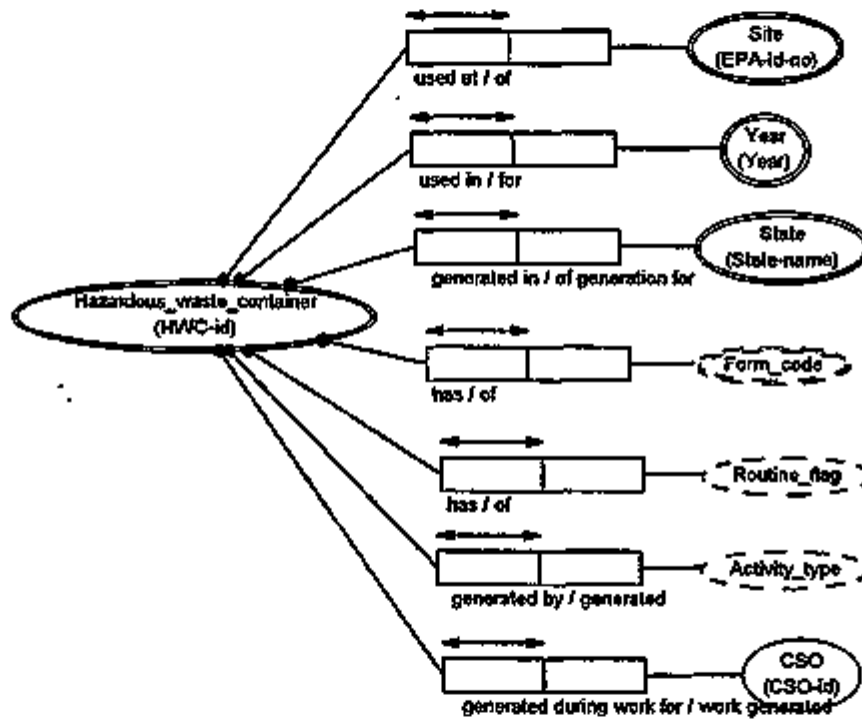 Site
(EPA-id-no)
used at / of
Year
(Year)
used in / for
State
(State-name)
generated in / of generation for
Hazardous_waste_container
(HWC-id)
Form_code
has / of
Routine_flag
has / of
Activity_type
generated by / generated
CSO
(CSO-id)
generated during work for / work generated